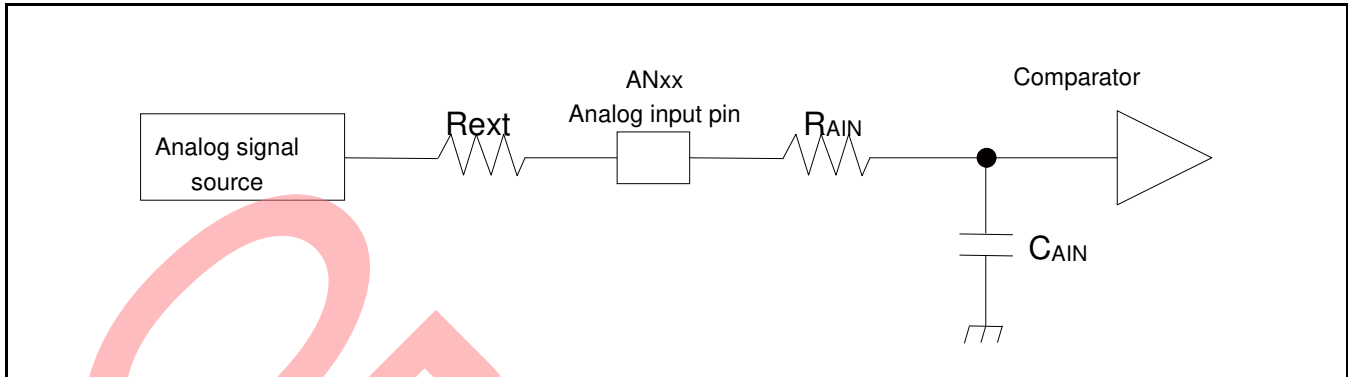 ANxx
Analog input pin
Comparator
Rext
RAIN
Analog signal
source
CAIN